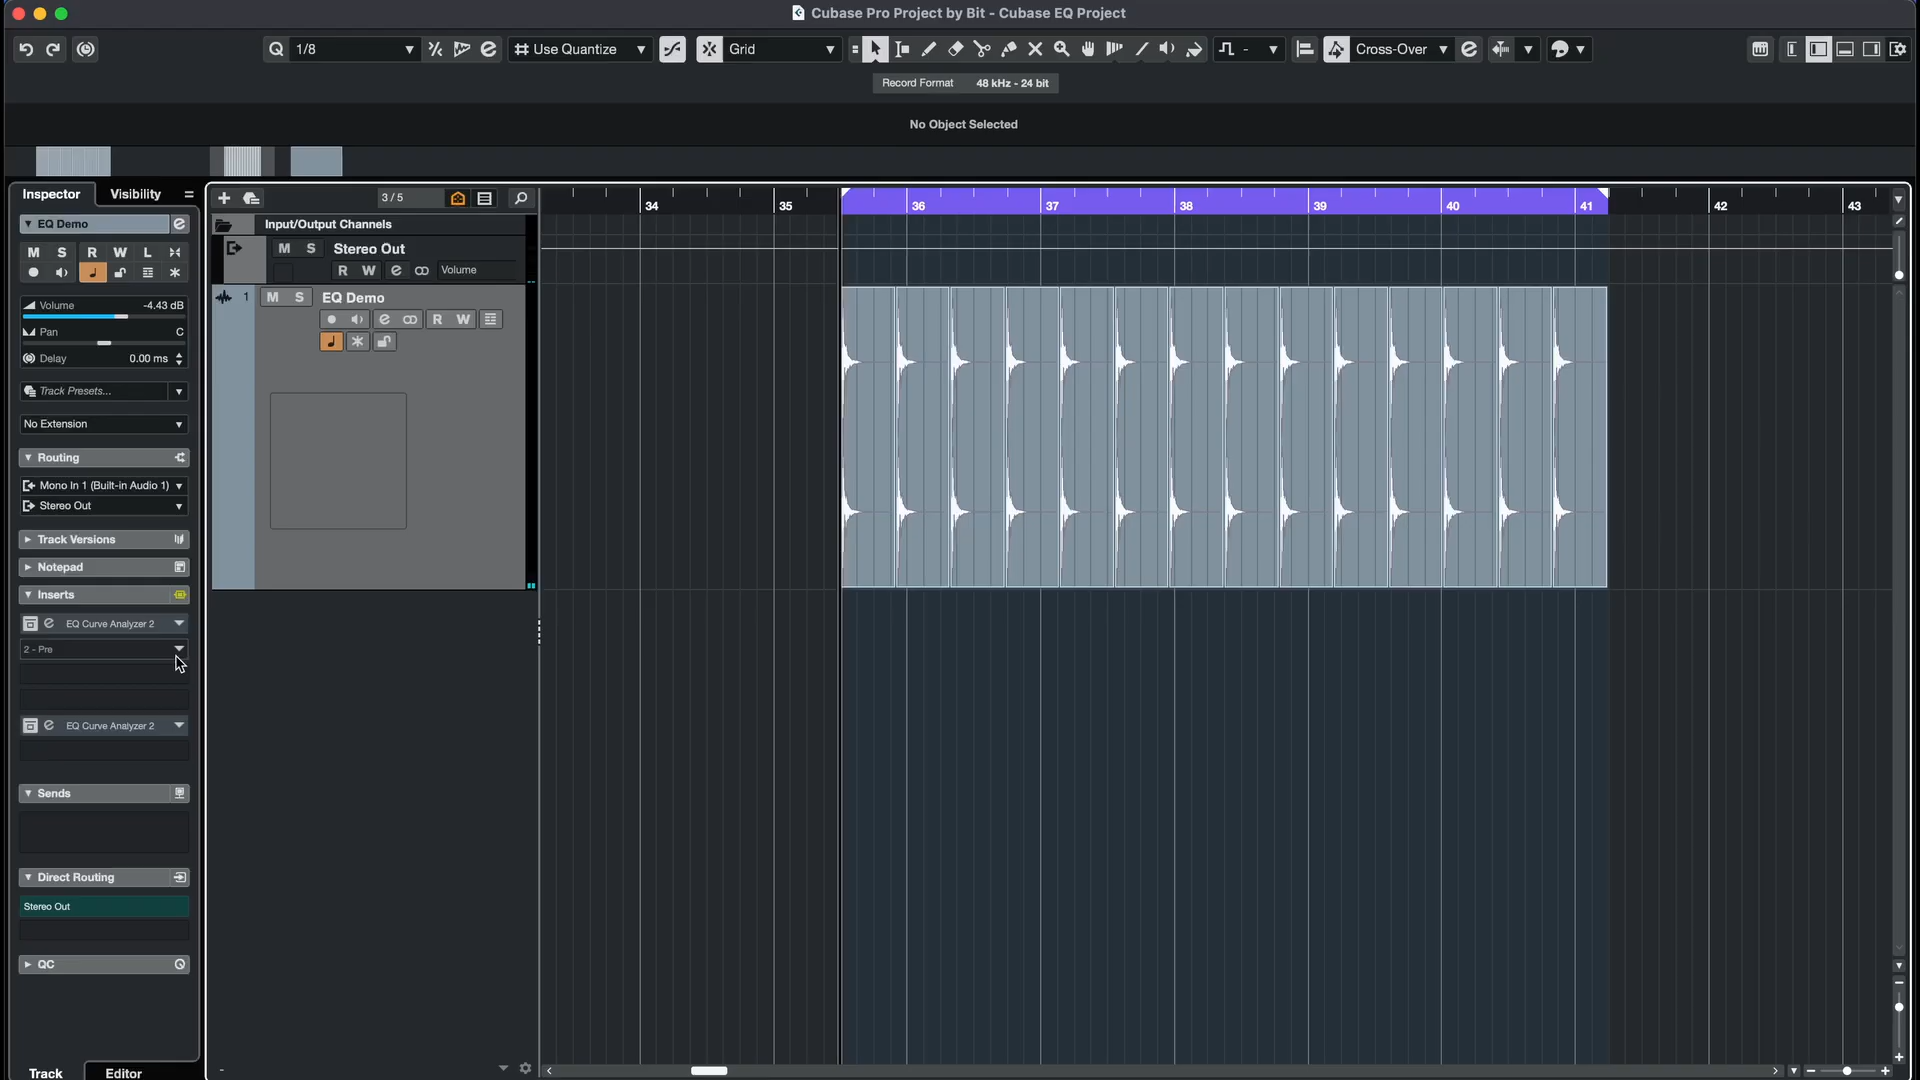 Cubase Pro Project by Bit - Cubase EQ Project
1/8
Use Quantize
Grid
-
Cross-Over
Record Format 48 kHz - 24 bit
No Object Selected
Inspector Visibility
3/5
34 35 36 37 38 39 40 41 42 43
EQ Demo
Input/Output Channels
M S R W L
M S Stereo Out
R W e Volume
1 M S EQ Demo
Volume -4.43 dB
R W
Pan C
Delay 0.00 ms
Track Presets...
No Extension
Routing
Mono In 1 (Built-in Audio 1)
Stereo Out
Track Versions
Notepad
Inserts
EQ Curve Analyzer 2
2 - Pre
EQ Curve Analyzer 2
Sends
Direct Routing
Stereo Out
QC
Track Editor
-